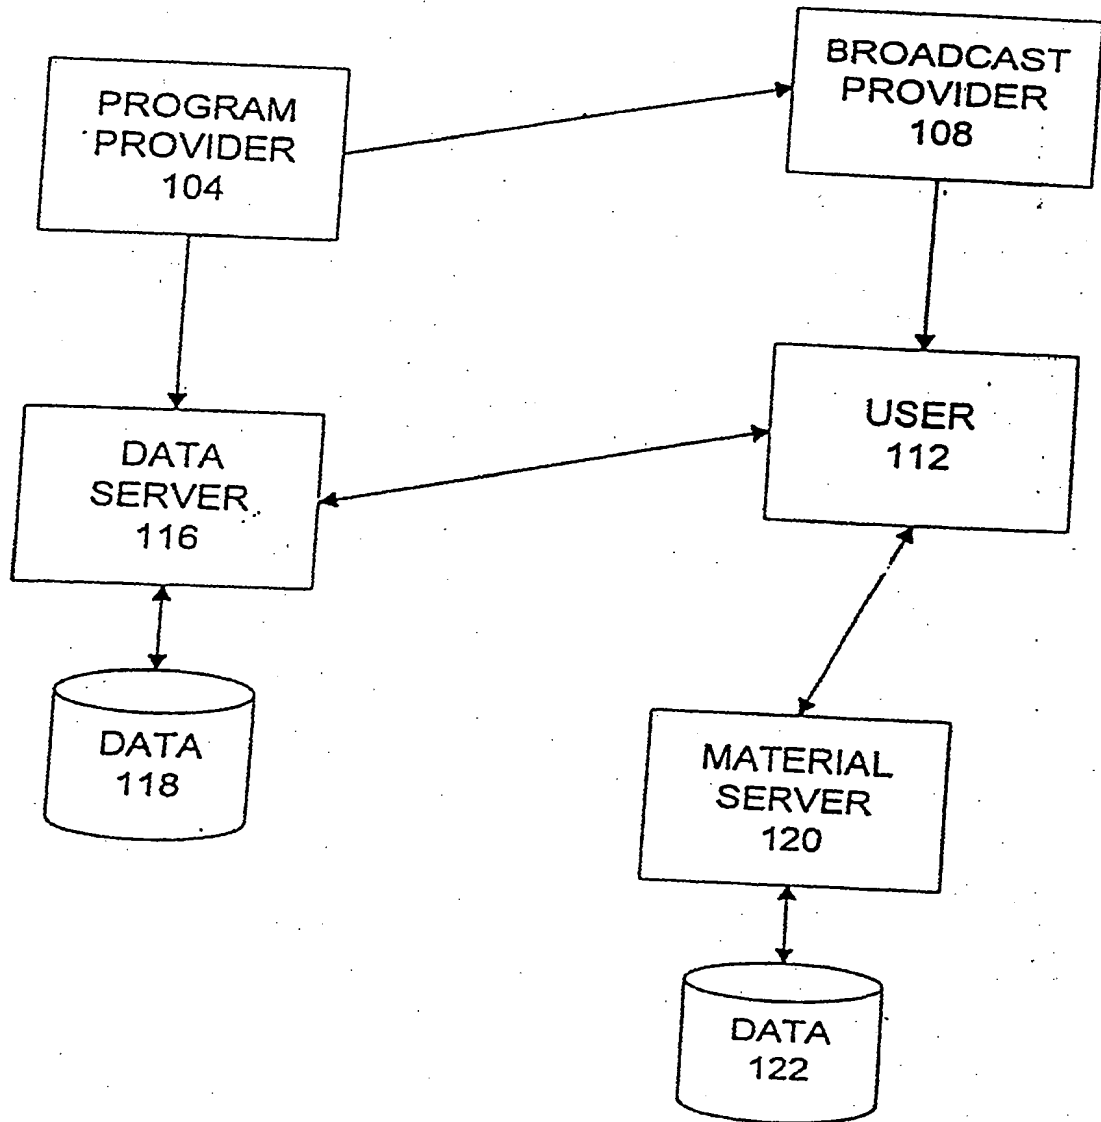 PROGRAM
PROVIDER
104
BROADCAST
PROVIDER
108
DATA
SERVER
116
USER
112
DATA
118
MATERIAL
SERVER
120
DATA
122